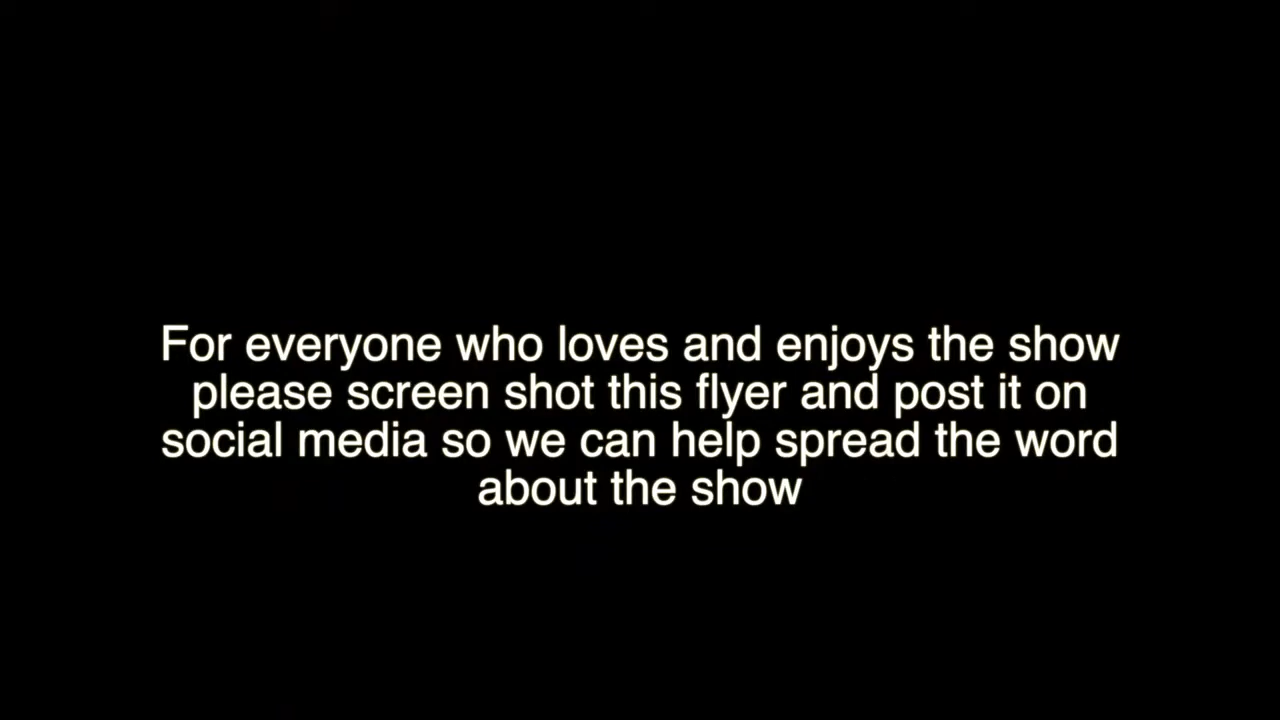 For everyone who loves and enjoys the show
please screen shot this flyer and post it on
social media so we can help spread the word
about the show